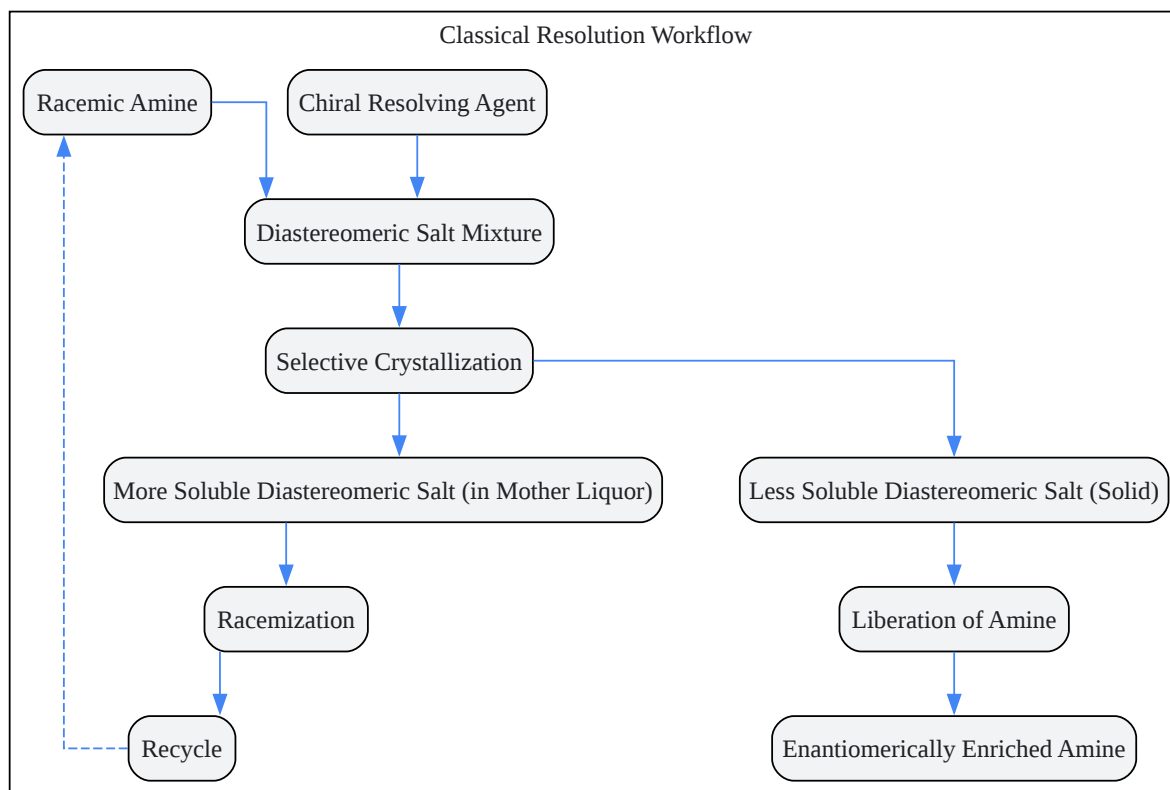 Classical Resolution Workflow
Racemic Amine
Chiral Resolving Agent
Diastereomeric Salt Mixture
Selective Crystallization
More Soluble Diastereomeric Salt (in Mother Liquor)
Less Soluble Diastereomeric Salt (Solid)
Racemization
Liberation of Amine
Recycle
Enantiomerically Enriched Amine